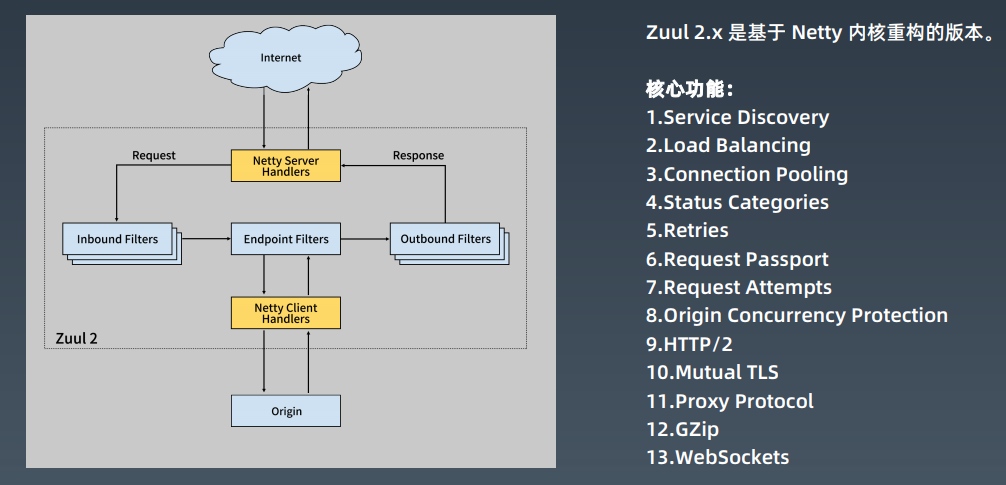 Internet
Request
Netty Server
Handlers
Response
Inbound Filters
Endpoint Filters
Outbound Filters
Netty Client
Handlers
Zuul 2
Origin
Zuul 2.x 是基于 Netty 内核重构的版本。
核心功能：
1.Service Discovery
2.Load Balancing
3.Connection Pooling
4.Status Categories
5.Retries
6.Request Passport
7.Request Attempts
8.Origin Concurrency Protection
9.HTTP/2
10.Mutual TLS
11.Proxy Protocol
12.GZip
13.WebSockets